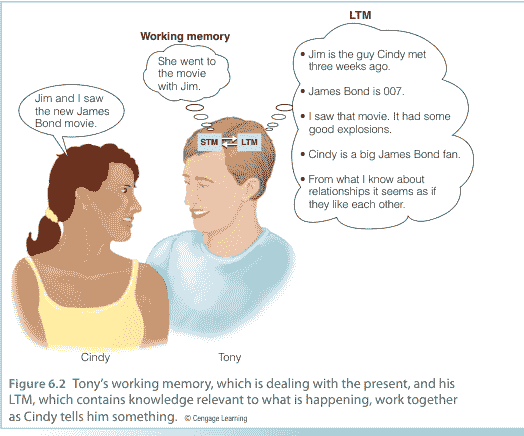 Working memory
She went to
the movie
with Jim.
LTM
• Jim is the guy Cindy met
three weeks ago.
• James Bond is 007.
• I saw that movie. It had some
good explosions.
• Cindy is a big James Bond fan.
• From what I know about
relationships it seems as if
they like each other.
Jim and I saw
the new James
Bond movie.
STM
LTM
Cindy
Tony
Figure 6.2 Tony's working memory, which is dealing with the present, and his
LTM, which contains knowledge relevant to what is happening, work together
as Cindy tells him something. © Cengage Learning